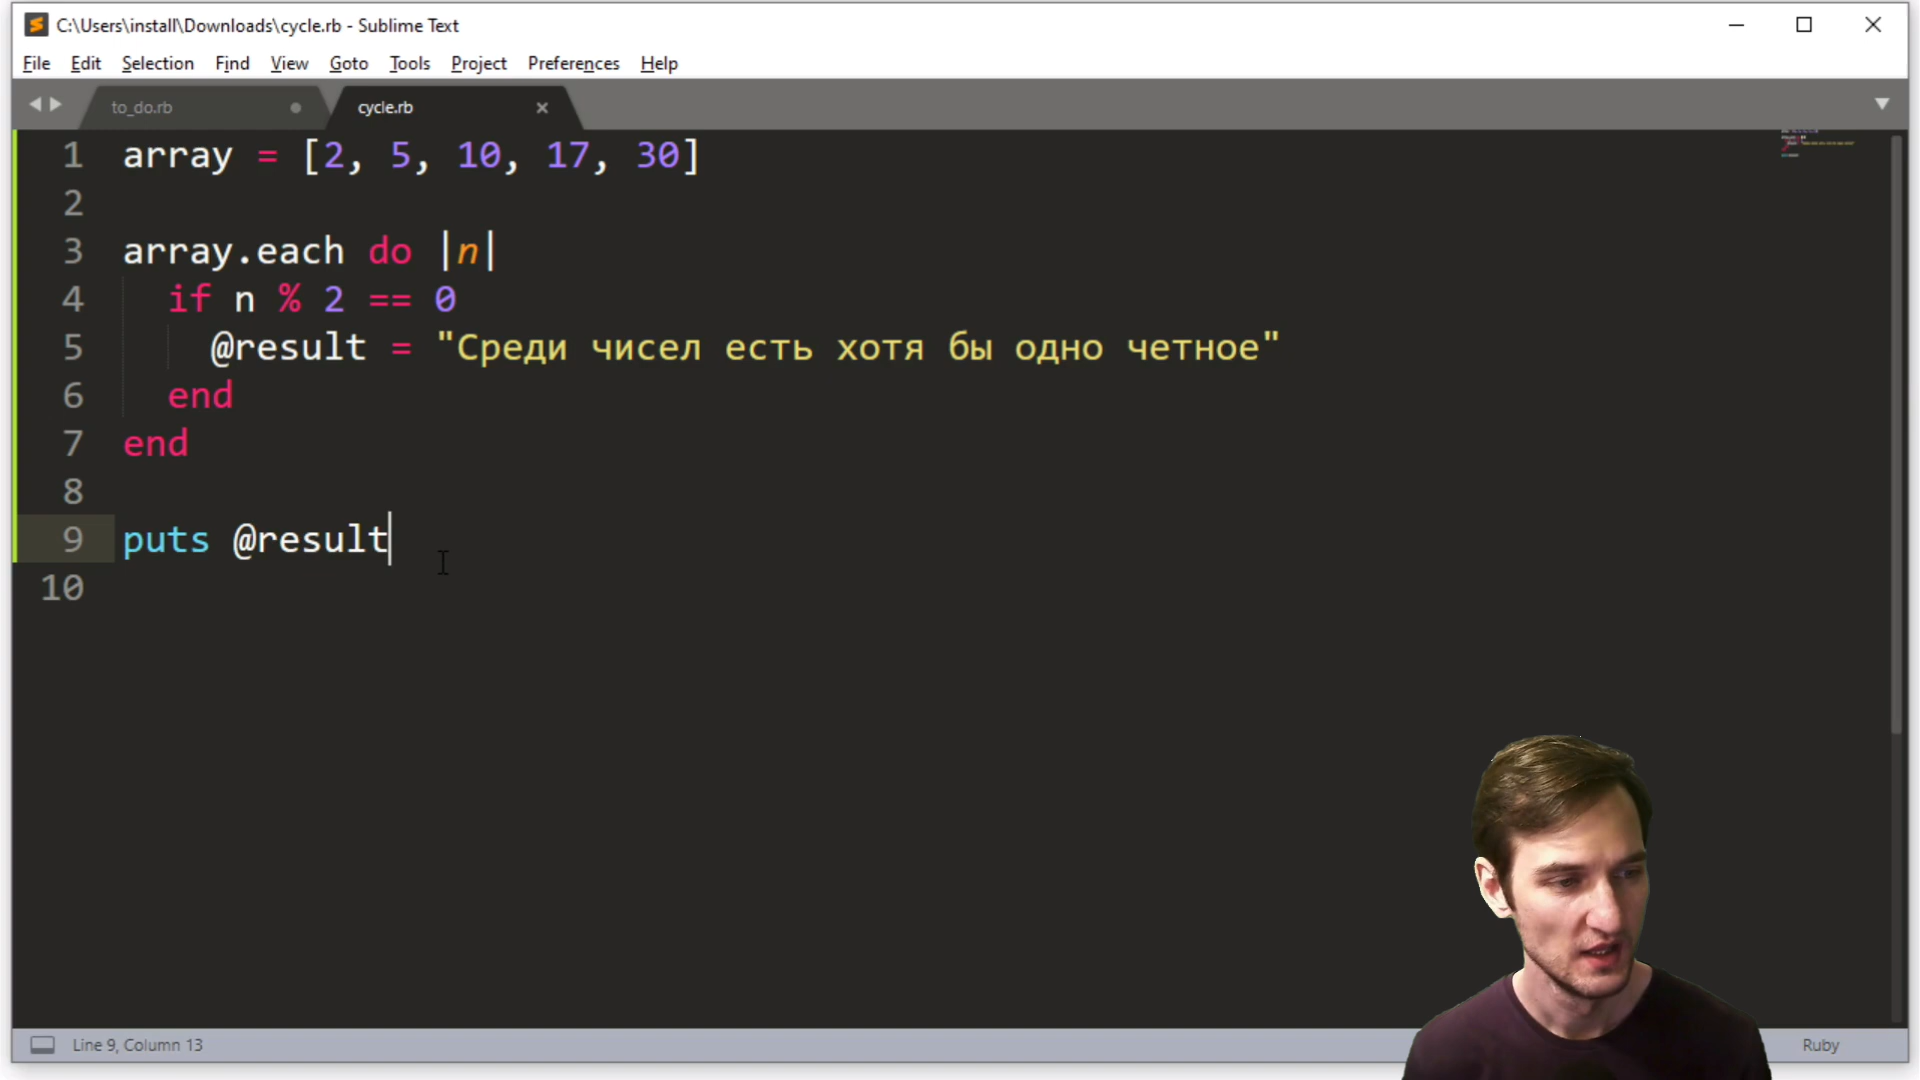 C:\Users\install\Downloads\cycle.rb - Sublime Text
File Edit Selection Find View Goto Tools Project Preferences Help
to_do.rb cycle.rb
1 array = [2, 5, 10, 17, 30]
2
3 array.each do |n|
4 if n % 2 == 0
5 @result = "Среди чисел есть хотя бы одно четное"
6 end
7 end
8
9 puts @result
10
Line 9, Column 13 Ruby